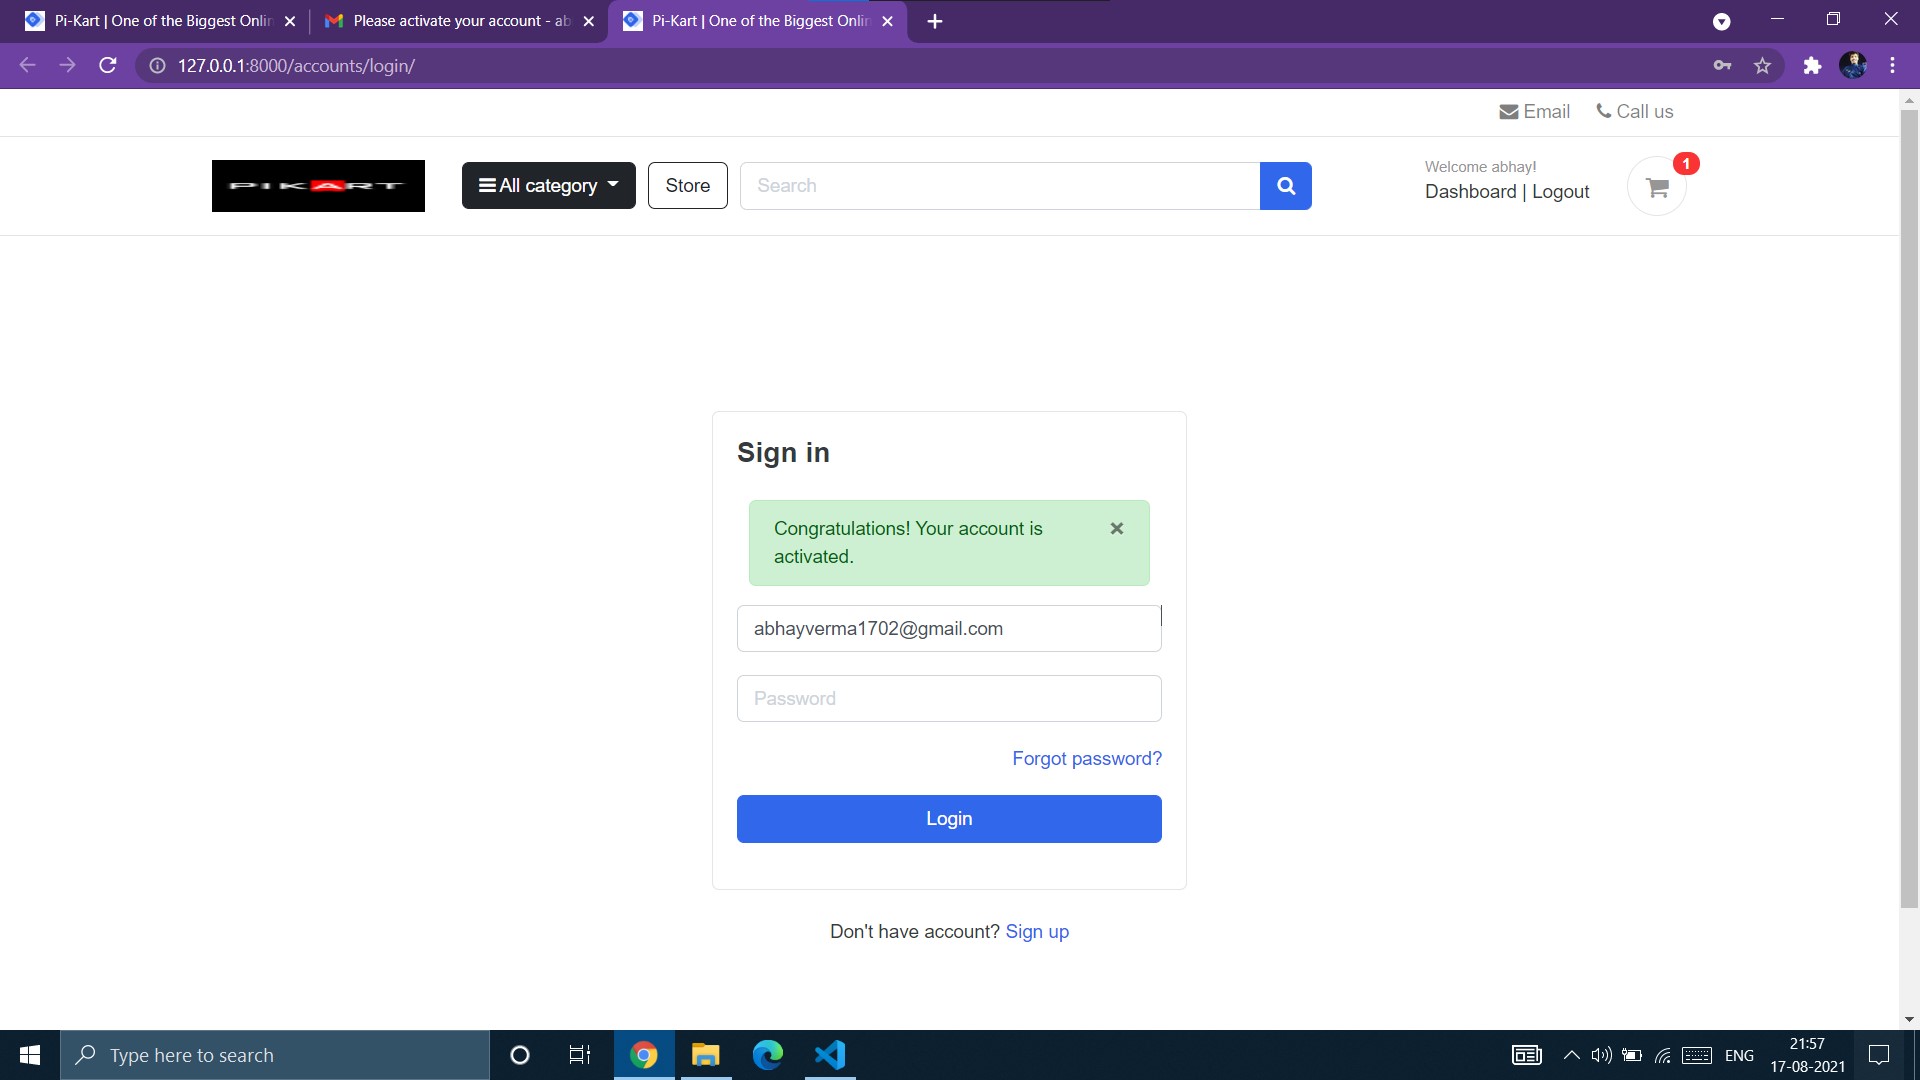 Pi-Kart | One of the Biggest Onlin
Please activate your account - ab
Pi-Kart | One of the Biggest Onlin
127.0.0.1:8000/accounts/login/
Email
Call us
PIKART
All category
Store
Search
Welcome abhay!
Dashboard | Logout
1
Sign in
Congratulations! Your account is
activated.
abhayverma1702@gmail.com
Password
Forgot password?
Login
Don't have account? Sign up
Type here to search
ENG
21:57
17-08-2021